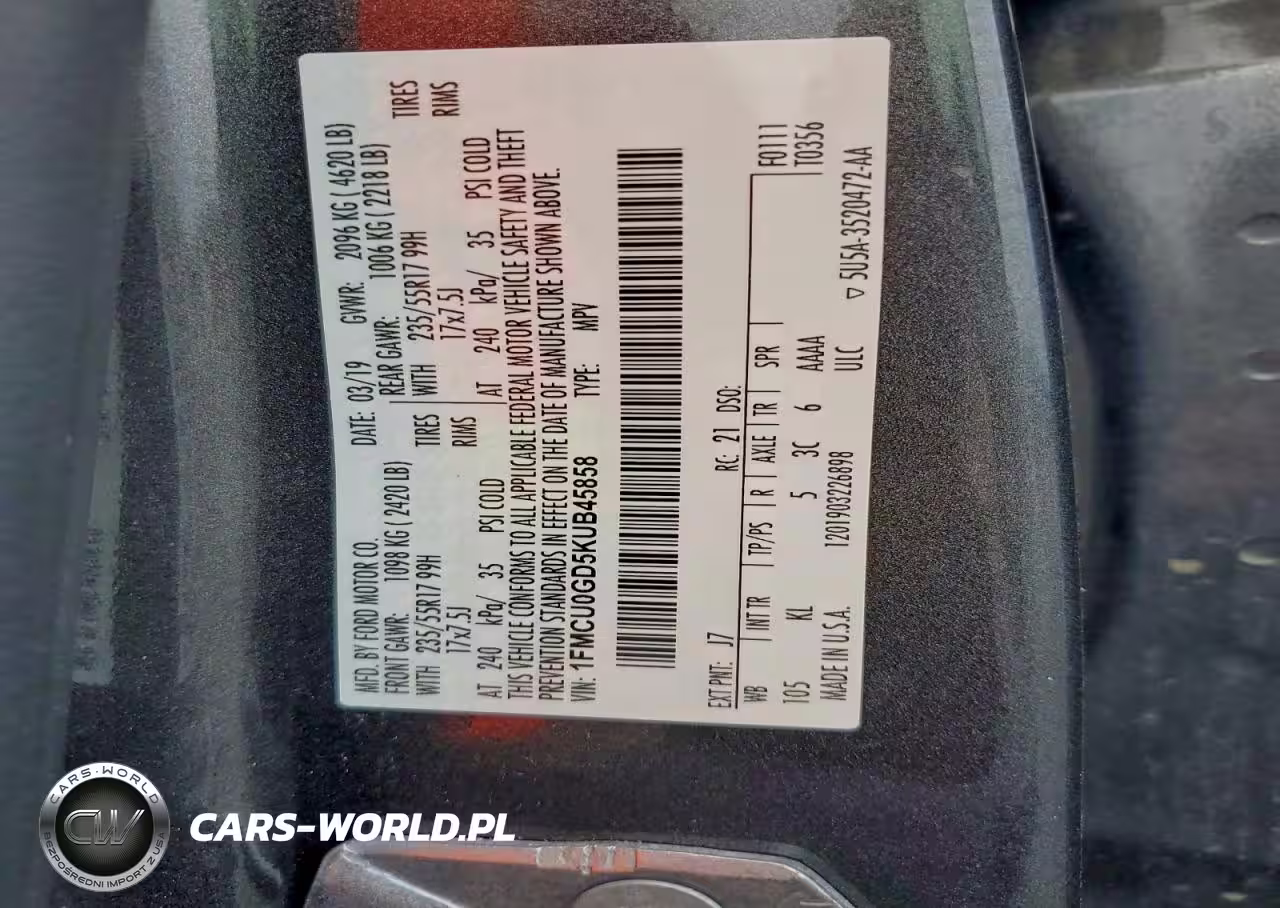 MFD. BY FORD MOTOR CO.
DATE: 03/19 GVWR: 2096 KG ( 4620 LB)
FRONT GAWR: 1098 KG ( 2420 LB) REAR GAWR: 1006 KG ( 2218 LB)
WITH 235/55R17 99H TIRES WITH 235/55R17 99H TIRES
17x7.5J RIMS 17x7.5J RIMS
AT 240 kPa/ 35 PSI COLD AT 240 kPa/ 35 PSI COLD
THIS VEHICLE CONFORMS TO ALL APPLICABLE FEDERAL MOTOR VEHICLE SAFETY AND THEFT
PREVENTION STANDARDS IN EFFECT ON THE DATE OF MANUFACTURE SHOWN ABOVE.
VIN: 1FMCU0GD5KUB45858 TYPE: MPV
EXT PNT: J7 RC: 21 DSO:
WB INT TR TP/PS R AXLE TR SPR F0111
105 KL 5 3C 6 AAAA T0356
MADE IN U.S.A. 1201903226898 ULC ▽ 5U5A-3520472-AA
CARS-WORLD
CW
BEZPOŚREDNI IMPORT Z USA
CARS-WORLD.PL